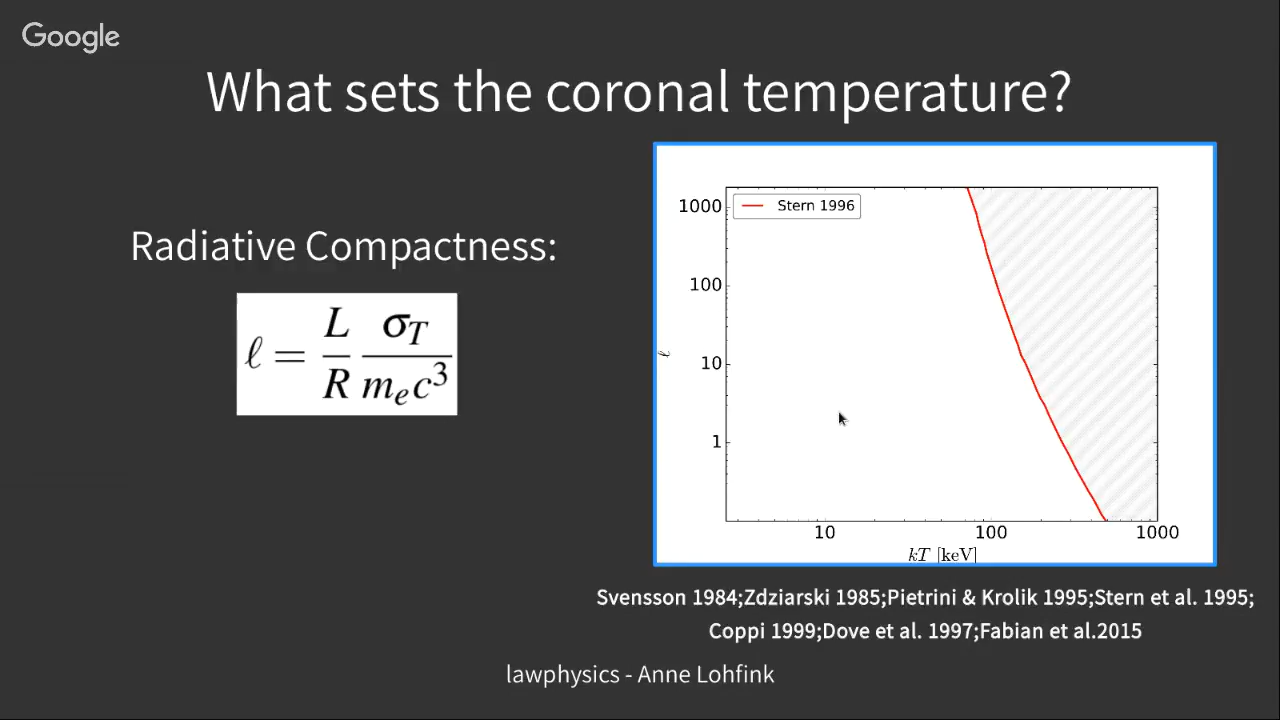 Google
What sets the coronal temperature?
Radiative Compactness:
ℓ = L/R σ_T/m_e c^3
Stern 1996
1000
100
10
1
ℓ
10 100 1000
kT [keV]
Svensson 1984;Zdziarski 1985;Pietrini & Krolik 1995;Stern et al. 1995;
Coppi 1999;Dove et al. 1997;Fabian et al.2015
lawphysics - Anne Lohfink